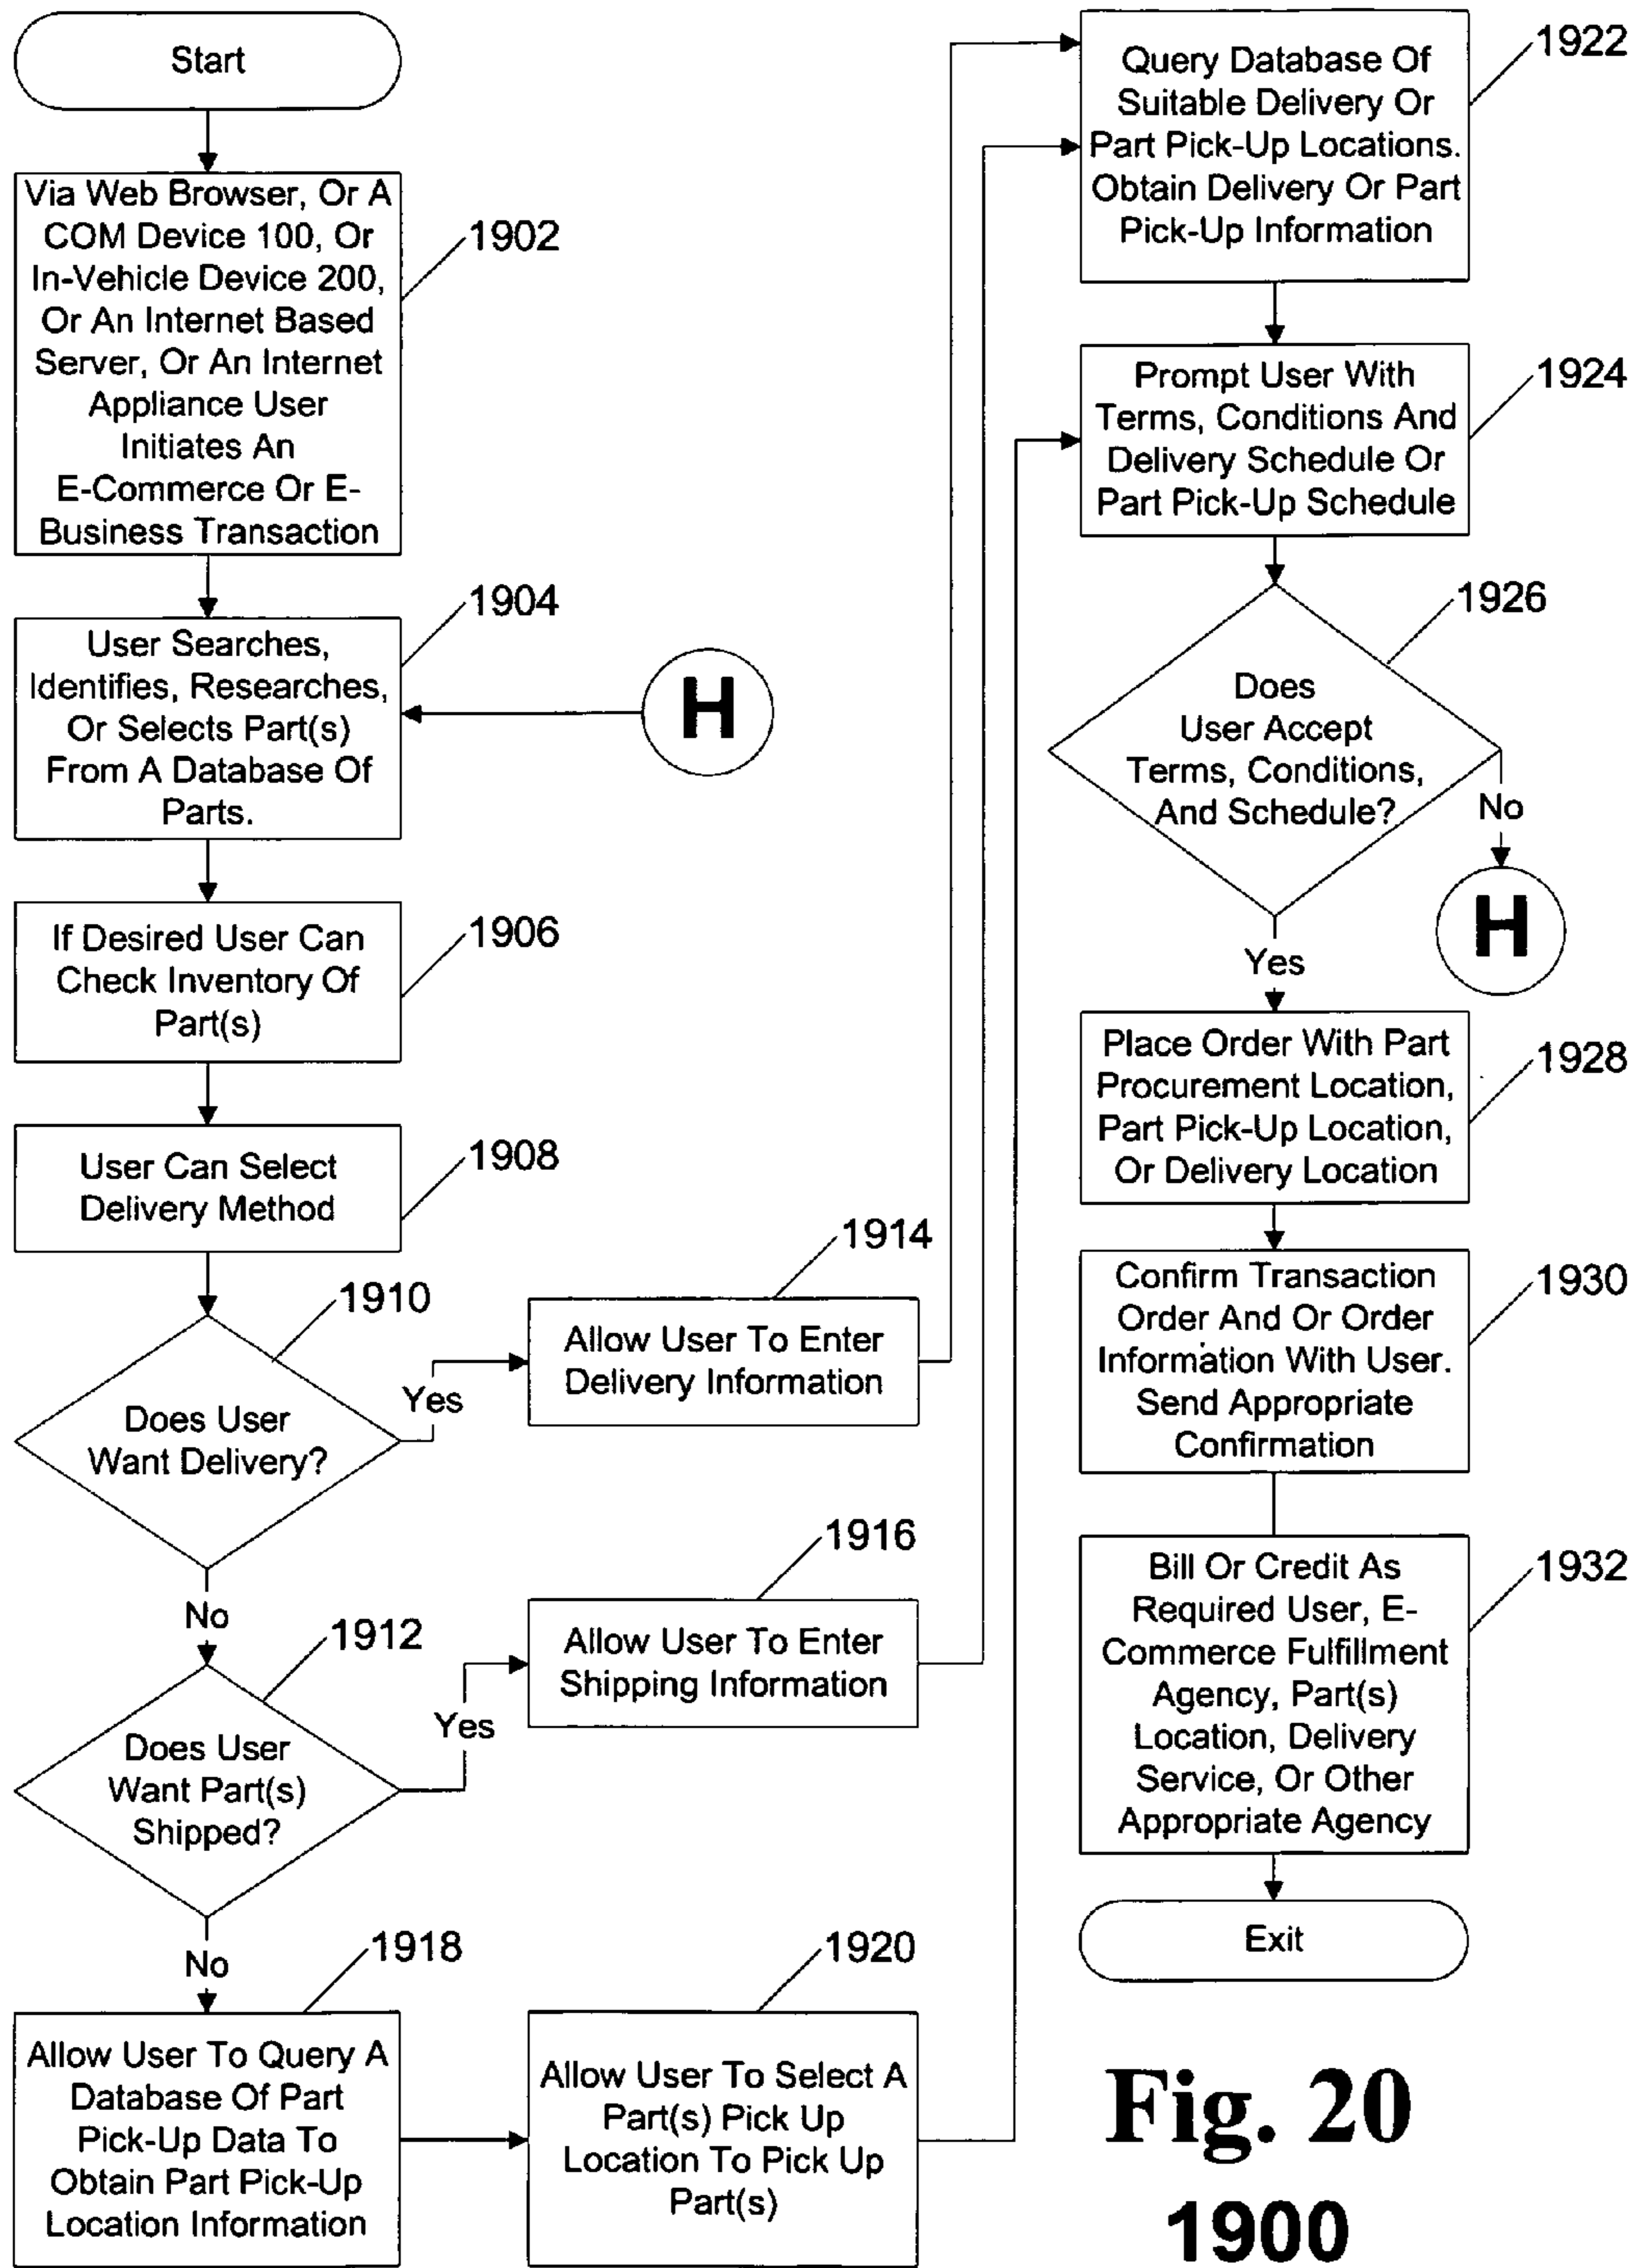 Start
Via Web Browser, Or A
COM Device 100, Or
In-Vehicle Device 200,
Or An Internet Based
Server, Or An Internet
Appliance User
Initiates An
E-Commerce Or E-
Business Transaction
1902
User Searches,
Identifies, Researches,
Or Selects Part(s)
From A Database Of
Parts.
1904
H
If Desired User Can
Check Inventory Of
Part(s)
1906
User Can Select
Delivery Method
1908
Does User
Want Delivery?
1910
Yes
No
Allow User To Enter
Delivery Information
1914
Does User
Want Part(s)
Shipped?
1912
Yes
No
Allow User To Enter
Shipping Information
1916
Allow User To Query A
Database Of Part
Pick-Up Data To
Obtain Part Pick-Up
Location Information
1918
Allow User To Select A
Part(s) Pick Up
Location To Pick Up
Part(s)
1920
Query Database Of
Suitable Delivery Or
Part Pick-Up Locations.
Obtain Delivery Or Part
Pick-Up Information
1922
Prompt User With
Terms, Conditions And
Delivery Schedule Or
Part Pick-Up Schedule
1924
Does
User Accept
Terms, Conditions,
And Schedule?
1926
No
H
Yes
Place Order With Part
Procurement Location,
Part Pick-Up Location,
Or Delivery Location
1928
Confirm Transaction
Order And Or Order
Information With User.
Send Appropriate
Confirmation
1930
Bill Or Credit As
Required User, E-
Commerce Fulfillment
Agency, Part(s)
Location, Delivery
Service, Or Other
Appropriate Agency
1932
Exit
Fig. 20
1900